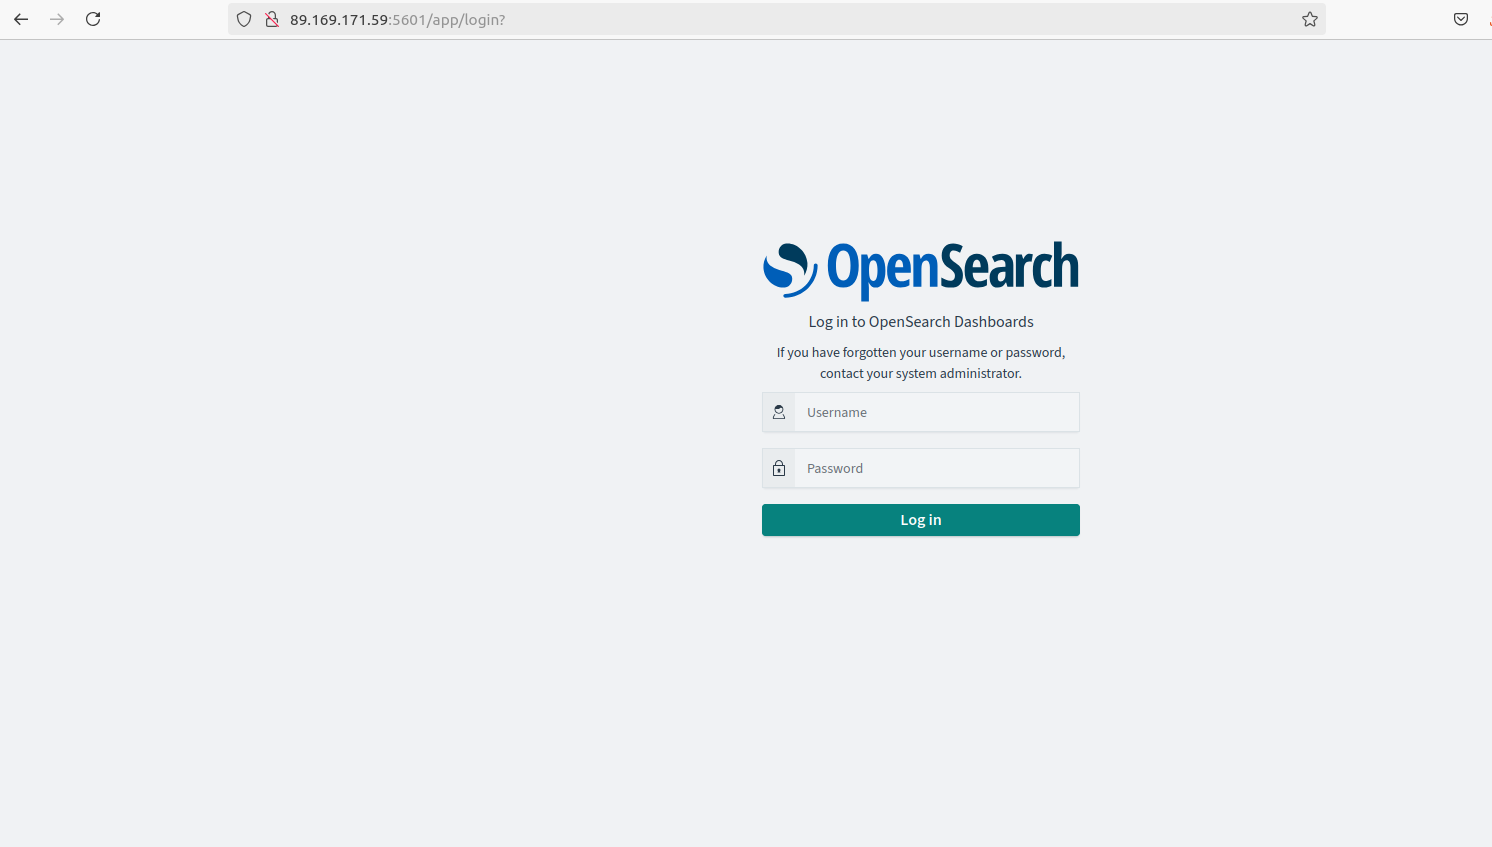 89.169.171.59:5601/app/login?
OpenSearch
Log in to OpenSearch Dashboards
If you have forgotten your username or password,
contact your system administrator.
Username
Password
Log in